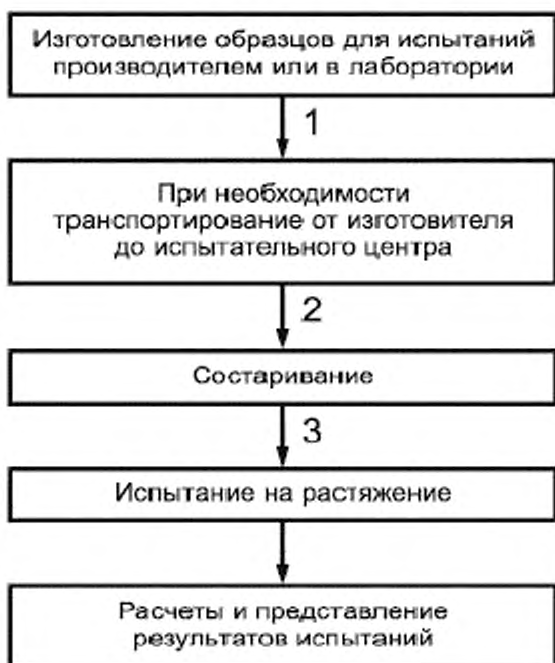 Изготовление образцов для испытаний
производителем или в лаборатории
1
При необходимости
транспортирование от изготовителя
до испытательного центра
2
Состаривание
3
Испытание на растяжение
Расчеты и представление
результатов испытаний